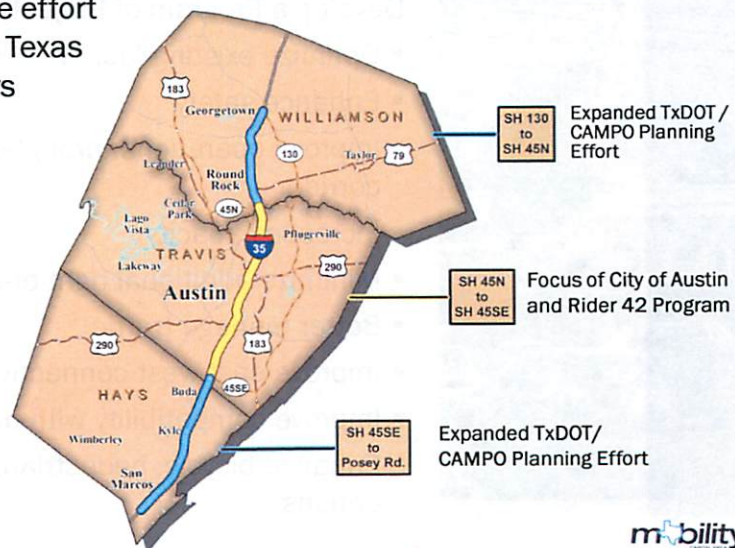 e effort
Texas
rs
183
Georgetown
WILLIAMSON
SH 130
to
SH 45N
Expanded TxDOT /
CAMPO Planning
Effort
130
Leander
Taylor
79
Round
Rock
Cedar
Park
45N
Lago
Vista
35
Pflugerville
TRAVIS
Lakeway
290
Austin
SH 45N
to
SH 45SE
Focus of City of Austin
and Rider 42 Program
290
183
HAYS
Buda
45SE
Wimberley
Kyle
SH 45SE
to
Posey Rd.
Expanded TxDOT/
CAMPO Planning Effort
San
Marcos
mobility